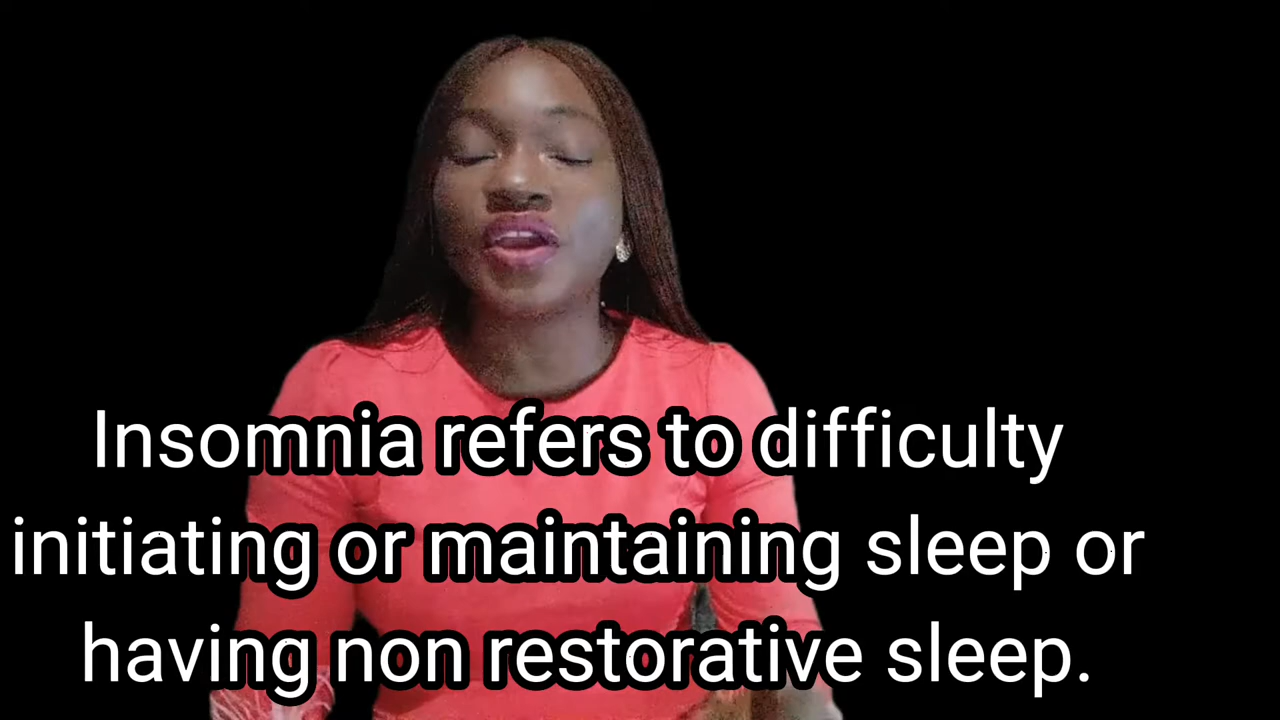 Insomnia refers to difficulty
initiating or maintaining sleep or
having non restorative sleep.